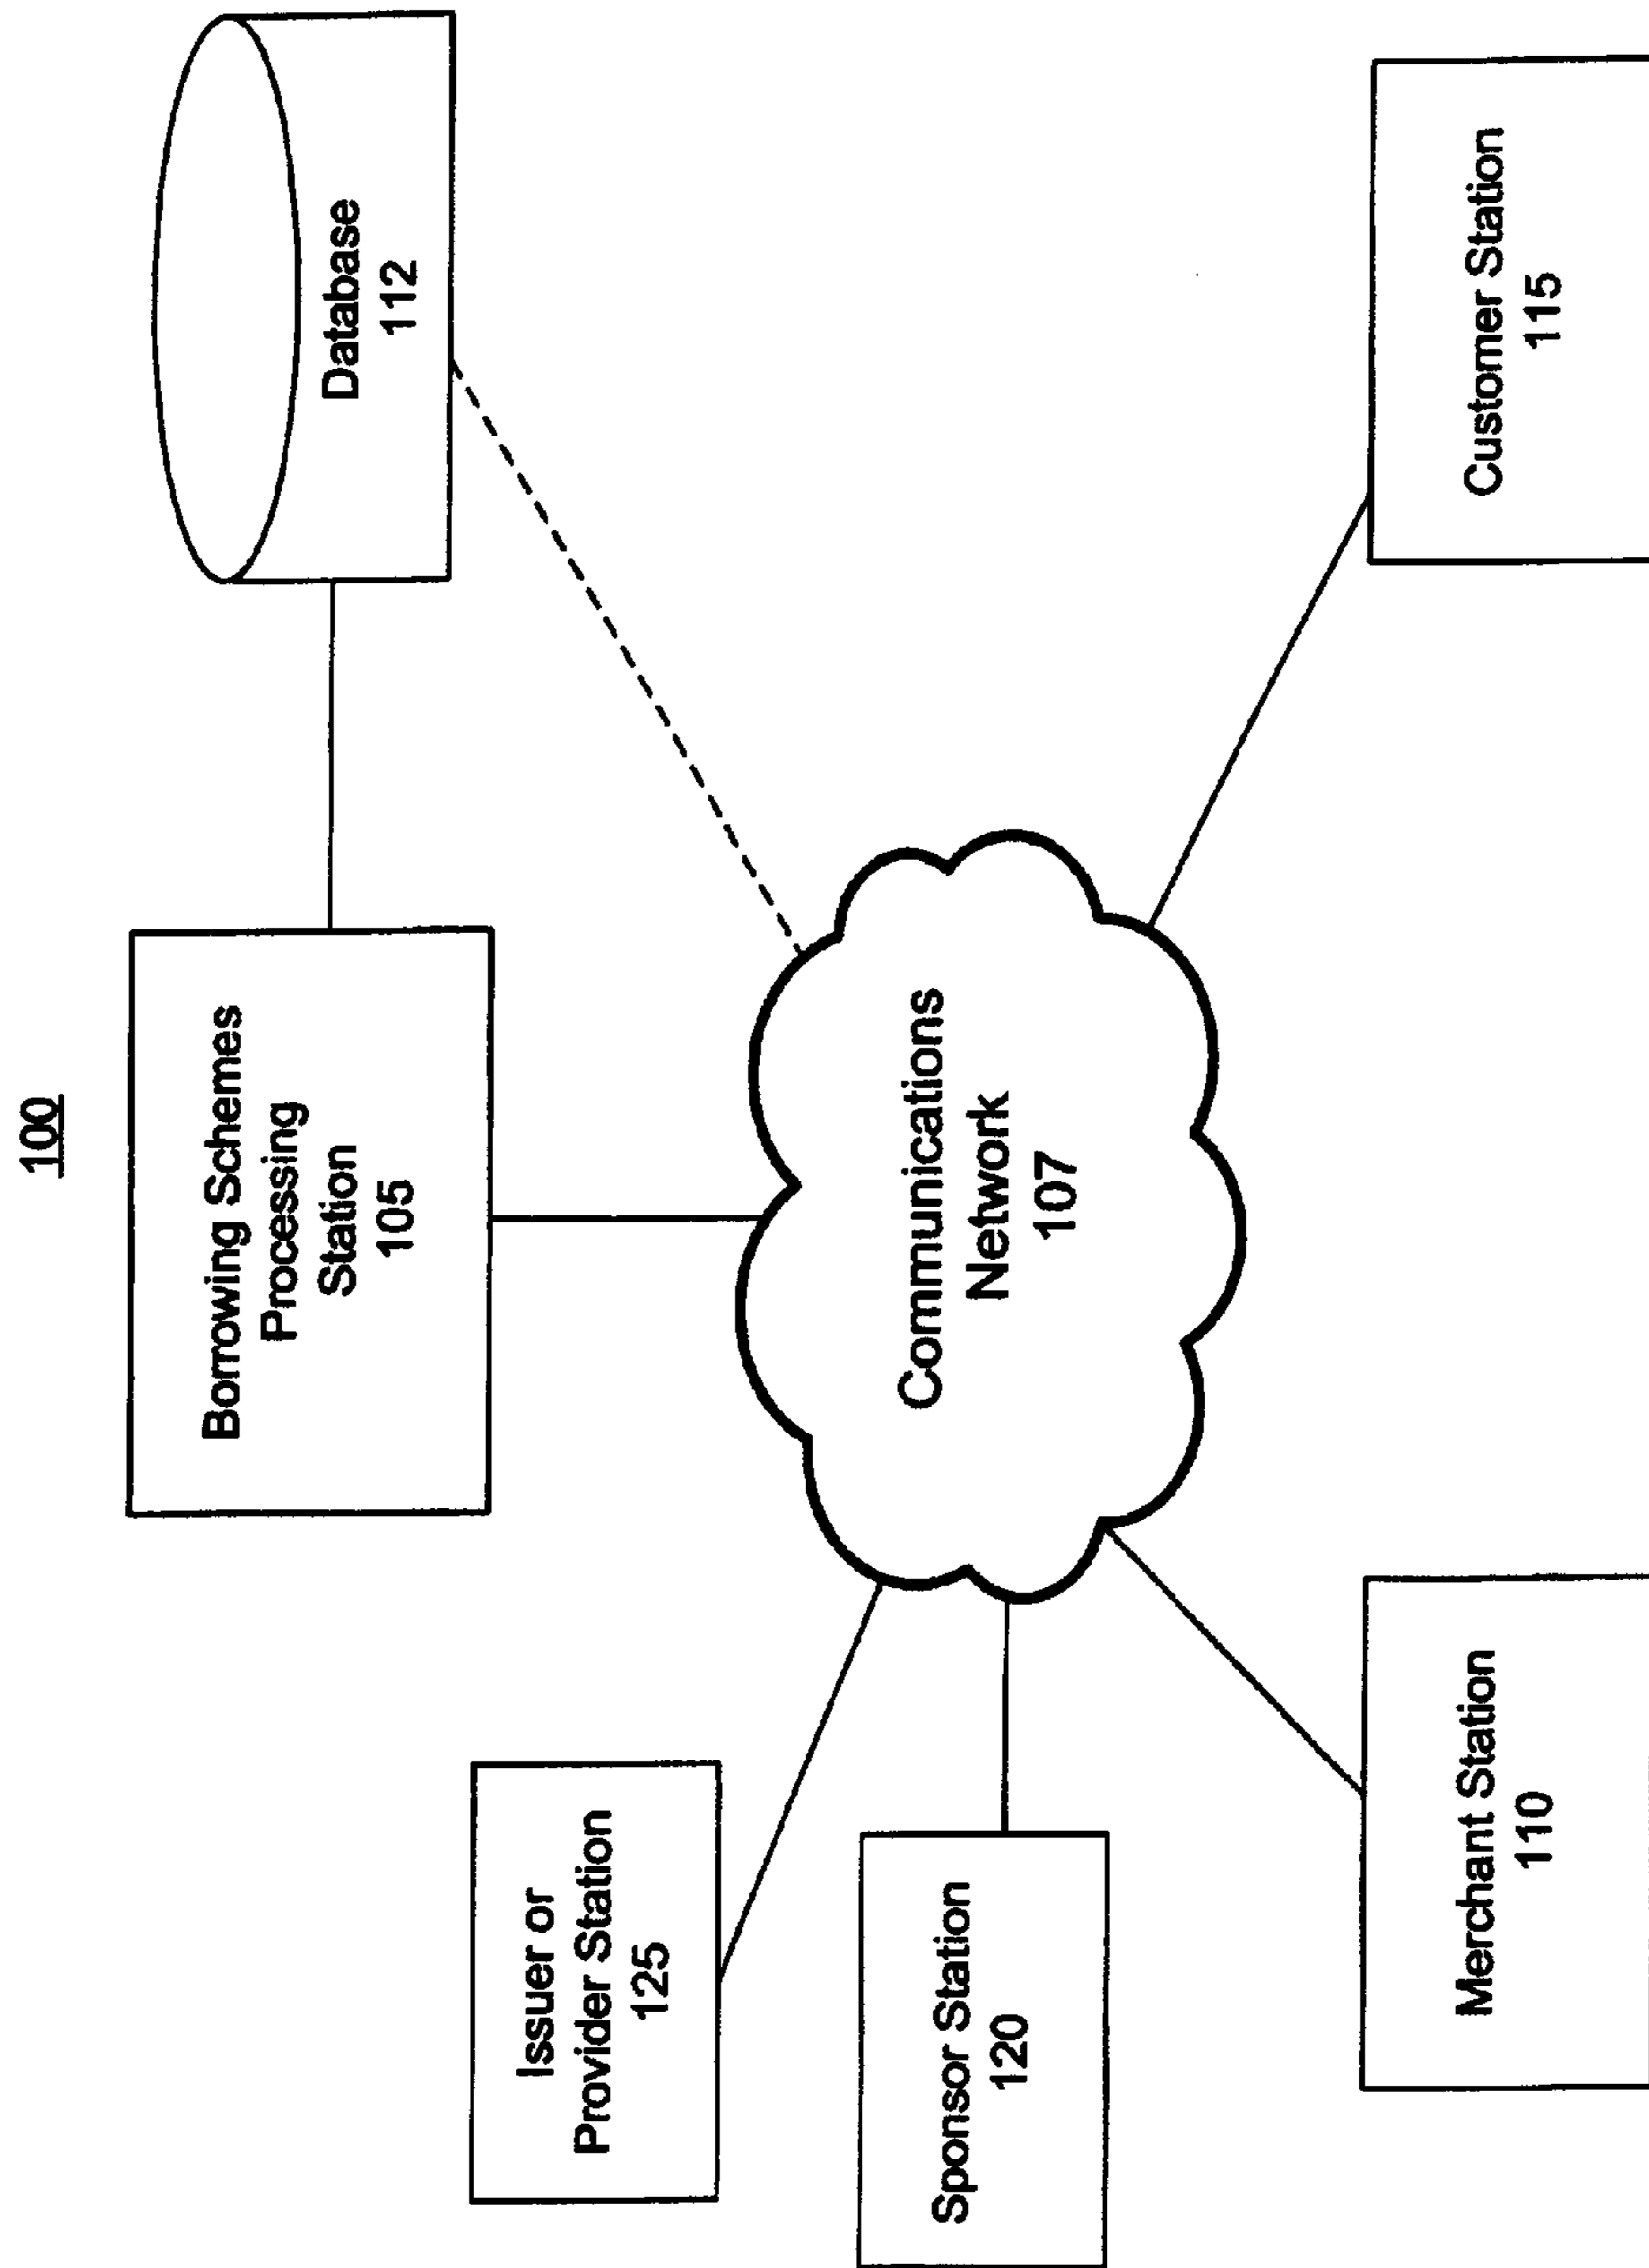 100
Borrowing Schemes
Processing
Station
105
Database
112
Issuer or
Provider Station
125
Communications
Network
107
Sponsor Station
120
Merchant Station
110
Customer Station
115